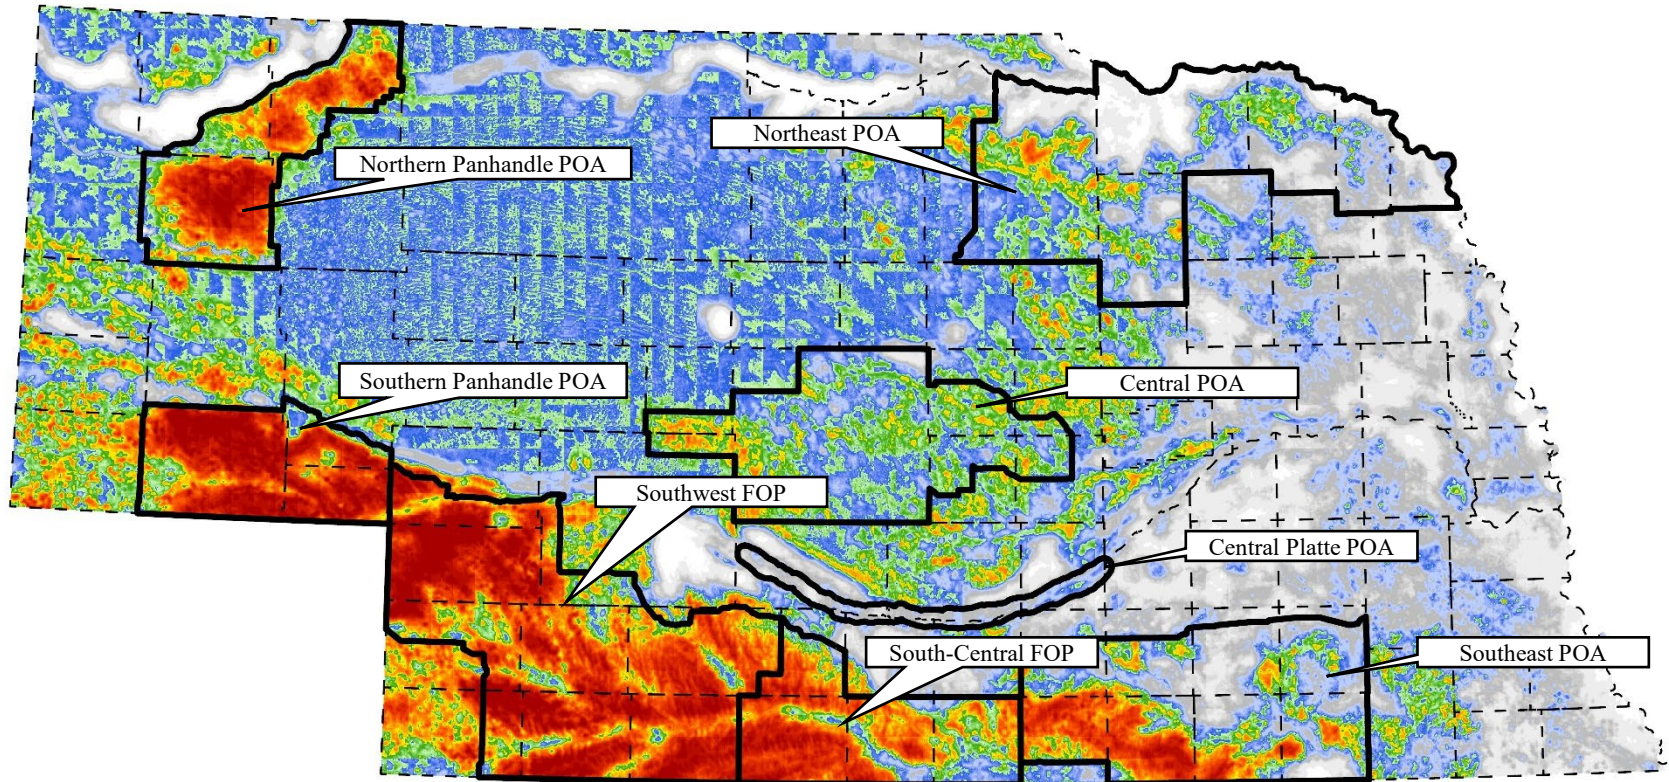 Northeast POA
Northern Panhandle POA
Southern Panhandle POA
Central POA
Southwest FOP
Central Platte POA
South-Central FOP
Southeast POA